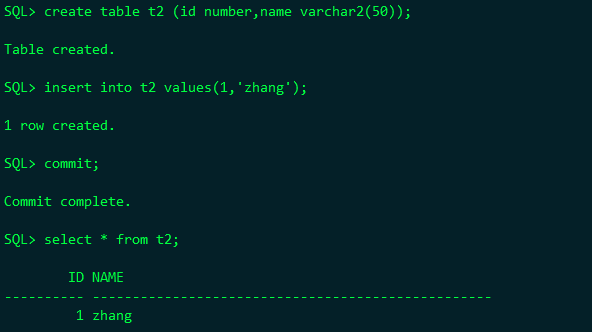 SQL> create table t2 (id number,name varchar2(50));
Table created.
SQL> insert into t2 values(1,'zhang');
1 row created.
SQL> commit;
Commit complete.
SQL> select * from t2;
        ID NAME
---------- --------------------------------------------------
         1 zhang